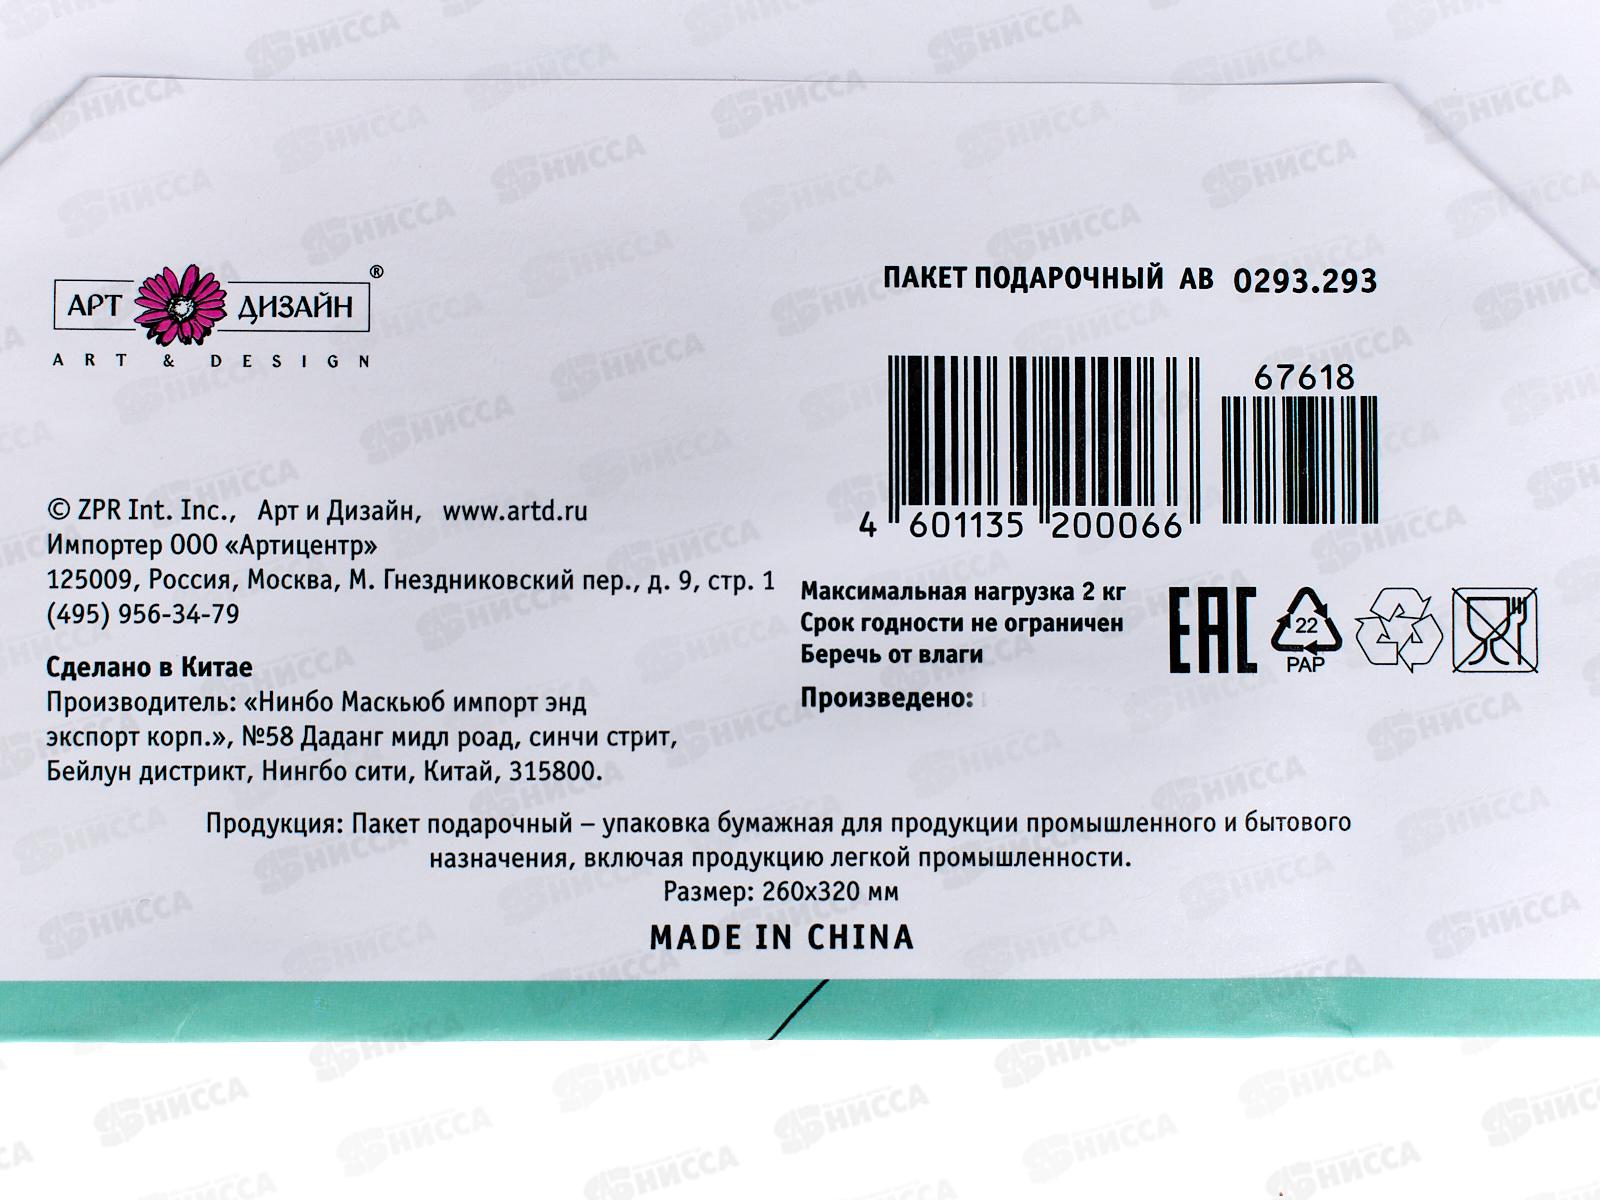 АРТ ДИЗАЙН ®
ART & DESIGN
ПАКЕТ ПОДАРОЧНЫЙ АВ 0293.293
67618
4 601135 200066
© ZPR Int. Inc., Арт и Дизайн, www.artd.ru
Импортер ООО «Артицентр»
125009, Россия, Москва, М. Гнездниковский пер., д. 9, стр. 1
(495) 956-34-79
Сделано в Китае
Производитель: «Нинбо Маскьюб импорт энд
экспорт корп.», №58 Даданг мидл роад, синчи стрит,
Бейлун дистрикт, Нингбо сити, Китай, 315800.
Максимальная нагрузка 2 кг
Срок годности не ограничен
Беречь от влаги
Произведено:
EAC
22
PAP
Продукция: Пакет подарочный – упаковка бумажная для продукции промышленного и бытового
назначения, включая продукцию легкой промышленности.
Размер: 260х320 мм
MADE IN CHINA
НИССА